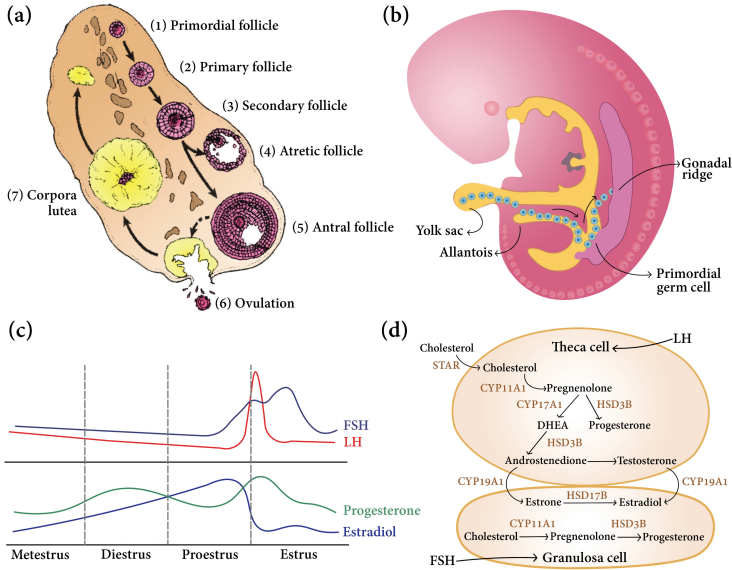 (a)
(1) Primordial follicle
(2) Primary follicle
(3) Secondary follicle
(4) Atretic follicle
(5) Antral follicle
(6) Ovulation
(7) Corpora
lutea
(b)
Gonadal
ridge
Yolk sac
Allantois
Primordial
germ cell
(c)
FSH
LH
Progesterone
Estradiol
Metestrus Diestrus Proestrus Estrus
(d)
Theca cell LH
Cholesterol
STAR Cholesterol
CYP11A1 Pregnenolone
CYP17A1 HSD3B
DHEA Progesterone
HSD3B
Androstenedione Testosterone
CYP19A1 CYP19A1
HSD17B
Estrone Estradiol
CYP11A1 HSD3B
Cholesterol Pregnenolone Progesterone
FSH Granulosa cell